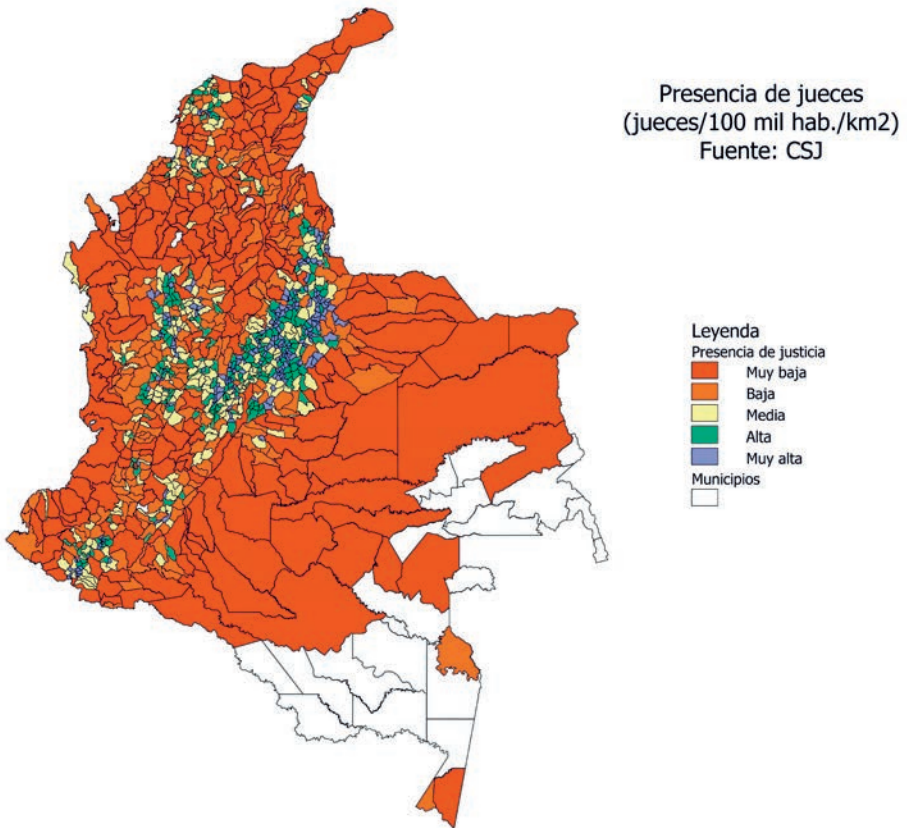 Presencia de jueces
(jueces/100 mil hab./km2)
Fuente: CSJ
Leyenda
Presencia de justicia
Muy baja
Baja
Media
Alta
Muy alta
Municipios